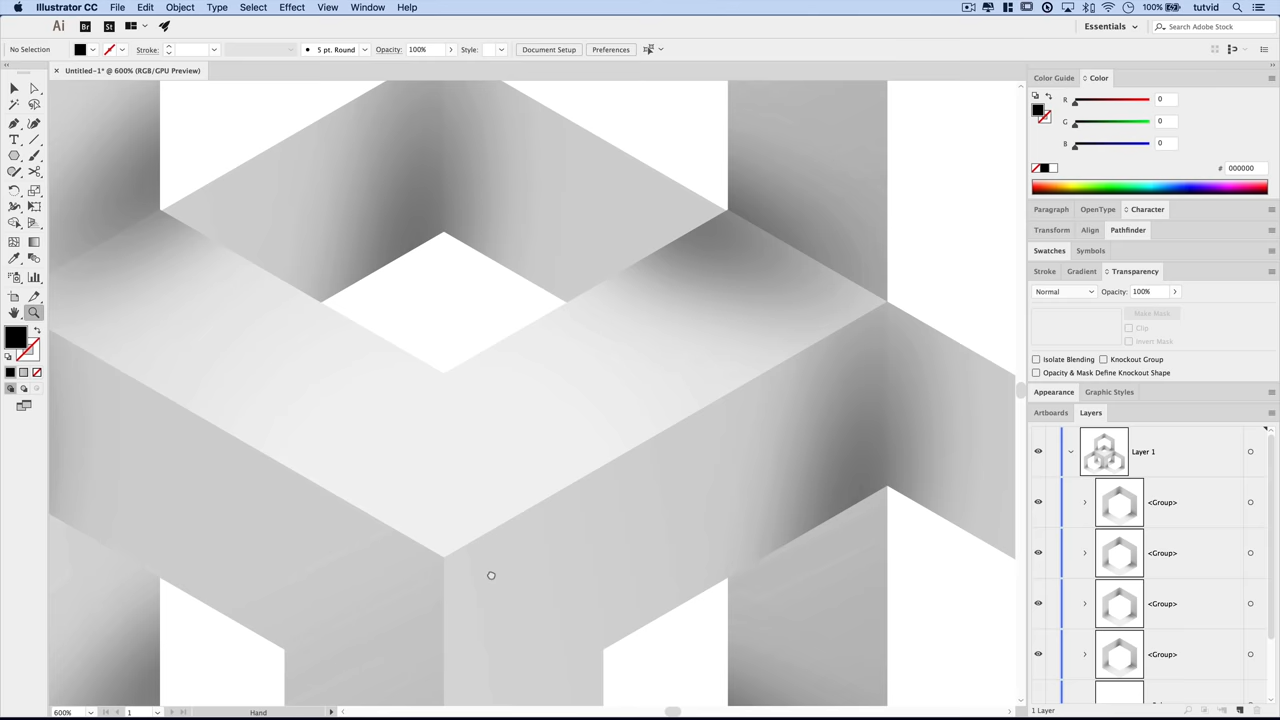 Illustrator CC File Edit Object Type Select Effect View Window Help 100% tutvid
Ai Br St Essentials Search Adobe Stock
No Selection Stroke: 5 pt. Round Opacity: 100% Style: Document Setup Preferences
× Untitled-1* @ 600% (RGB/GPU Preview)
Color Guide Color
R 0
G 0
B 0
# 000000
Paragraph OpenType Character
Transform Align Pathfinder
Swatches Symbols
Stroke Gradient Transparency
Normal Opacity: 100%
Make Mask
Clip
Invert Mask
Isolate Blending Knockout Group
Opacity & Mask Define Knockout Shape
Appearance Graphic Styles
Artboards Layers
Layer 1
<Group>
<Group>
<Group>
<Group>
600% 1 Hand 1 Layer